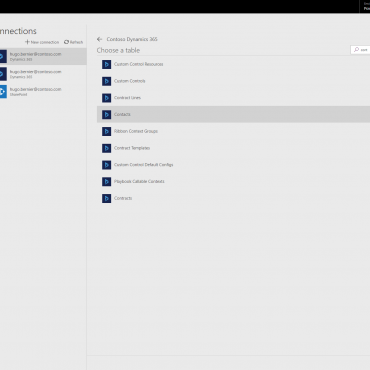 nnections
New connection
Refresh
hugo.bernier@contoso.com
Dynamics 365
hugo.bernier@contoso.com
Dynamics 365
hugo.bernier@contoso.com
SharePoint
Contoso Dynamics 365
Choose a table
Custom Control Resources
Custom Controls
Contract Lines
Contacts
Ribbon Context Groups
Contract Templates
Custom Control Default Configs
Playbook Callable Contexts
Contracts